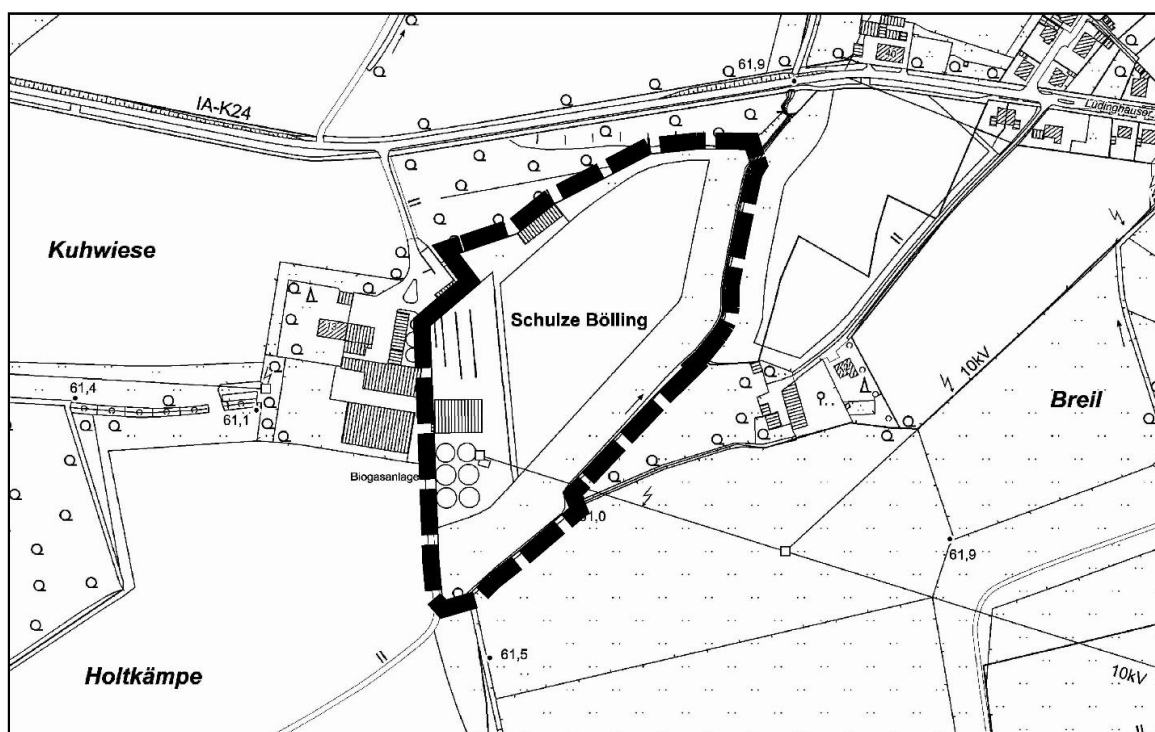 61,9
40
IA-K24
Lüdinghauser
Kuhwiese
Schulze Bölling
10kV
61,4
Breil
61,1
Biogasanlage
61,0
61,9
61,5
Holtkämpe
10kV